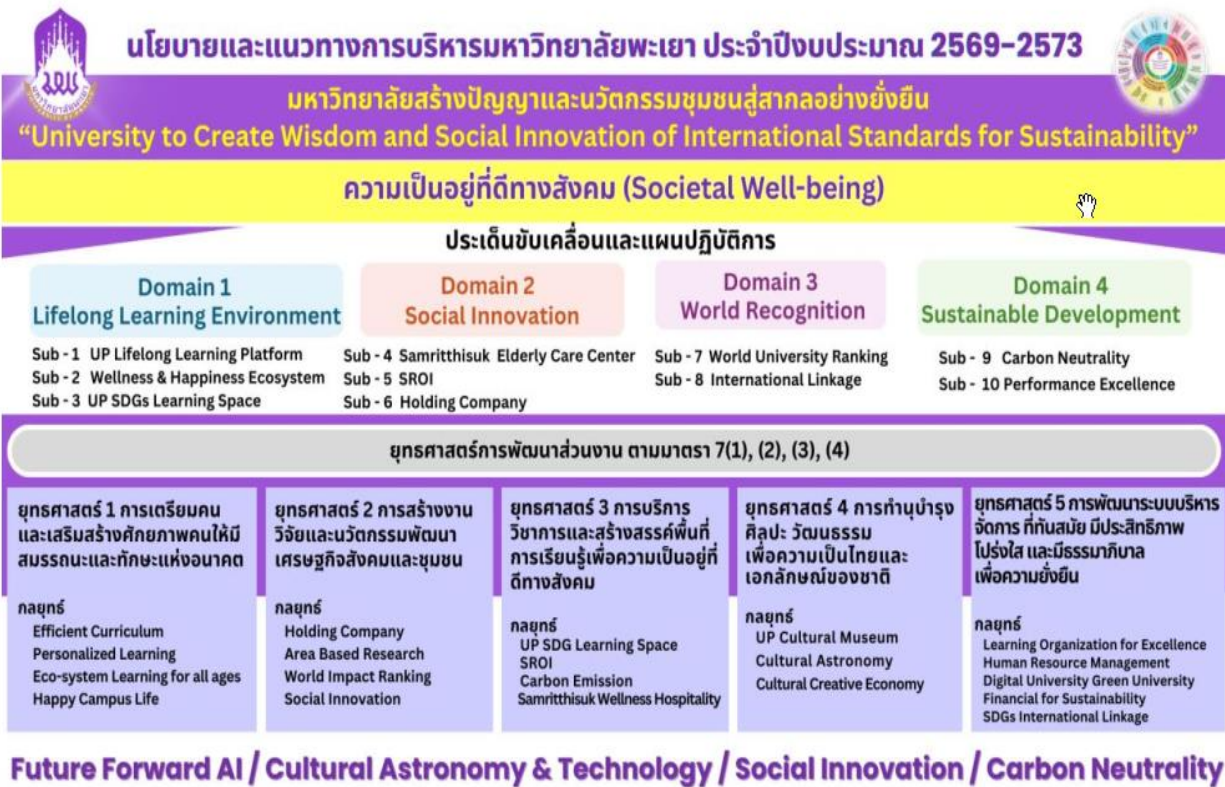 นโยบายและแนวทางการบริหารมหาวิทยาลัยพะเยา ประจำปีงบประมาณ 2569-2573
มหาวิทยาลัยสร้างปัญญาและนวัตกรรมชุมชนสู่สากลอย่างยั่งยืน
“University to Create Wisdom and Social Innovation of International Standards for Sustainability”
ความเป็นอยู่ที่ดีทางสังคม (Societal Well-being)
ประเด็นขับเคลื่อนและแผนปฏิบัติการ
Domain 1
Lifelong Learning Environment
Sub - 1 UP Lifelong Learning Platform
Sub - 2 Wellness & Happiness Ecosystem
Sub - 3 UP SDGs Learning Space
Domain 2
Social Innovation
Sub - 4 Samritthisuk Elderly Care Center
Sub - 5 SROI
Sub - 6 Holding Company
Domain 3
World Recognition
Sub - 7 World University Ranking
Sub - 8 International Linkage
Domain 4
Sustainable Development
Sub - 9 Carbon Neutrality
Sub - 10 Performance Excellence
ยุทธศาสตร์การพัฒนาส่วนงาน ตามมาตรา 7(1), (2), (3), (4)
ยุทธศาสตร์ 1 การเตรียมคน
และเสริมสร้างศักยภาพคนให้มี
สมรรถนะและทักษะแห่งอนาคต
กลยุทธ์
Efficient Curriculum
Personalized Learning
Eco-system Learning for all ages
Happy Campus Life
ยุทธศาสตร์ 2 การสร้างงาน
วิจัยและนวัตกรรมพัฒนา
เศรษฐกิจสังคมและชุมชน
กลยุทธ์
Holding Company
Area Based Research
World Impact Ranking
Social Innovation
ยุทธศาสตร์ 3 การบริการ
วิชาการและสร้างสรรค์พื้นที่
การเรียนรู้เพื่อความเป็นอยู่ที่
ดีทางสังคม
กลยุทธ์
UP SDG Learning Space
SROI
Carbon Emission
Samritthisuk Wellness Hospitality
ยุทธศาสตร์ 4 การทำนุบำรุง
ศิลปะ วัฒนธรรม
เพื่อความเป็นไทยและ
เอกลักษณ์ของชาติ
กลยุทธ์
UP Cultural Museum
Cultural Astronomy
Cultural Creative Economy
ยุทธศาสตร์ 5 การพัฒนาระบบบริหาร
จัดการ ที่ทันสมัย มีประสิทธิภาพ
โปร่งใส และมีธรรมาภิบาล
เพื่อความยั่งยืน
กลยุทธ์
Learning Organization for Excellence
Human Resource Management
Digital University Green University
Financial for Sustainability
SDGs International Linkage
Future Forward AI / Cultural Astronomy & Technology / Social Innovation / Carbon Neutrality